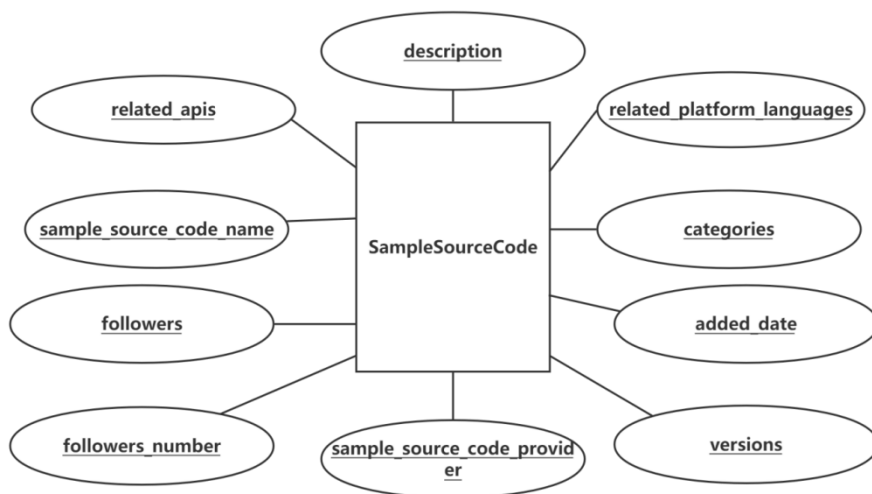 description
related_apis
related_platform_languages
sample_source_code_name
SampleSourceCode
categories
followers
added_date
followers_number
sample_source_code_provid
er
versions